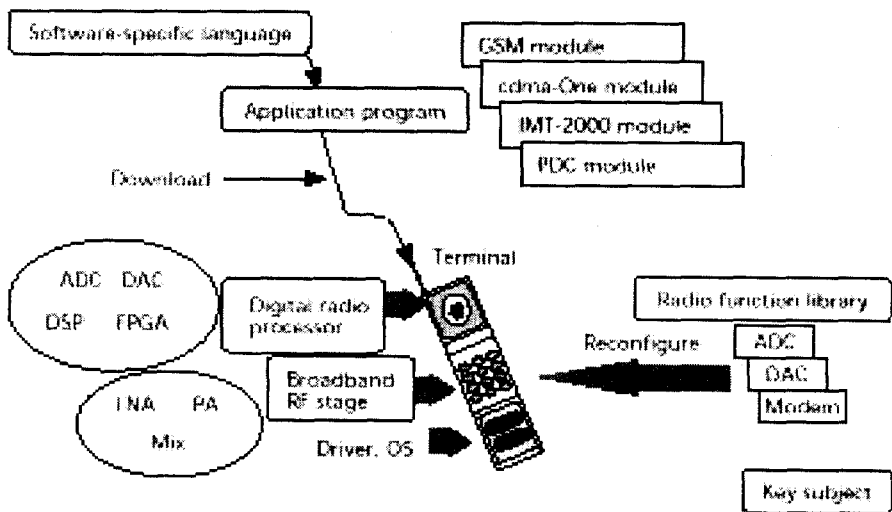 Software-specific language
GSM module
cdma-One module
Application program
IMT-2000 module
PDC module
Download
Terminal
ADC DAC
DSP FPGA
Digital radio
processor
Radio function library
Reconfigure
ADC
DAC
Modem
Broadband
RF stage
LNA PA
Mix
Driver, OS
Key subject